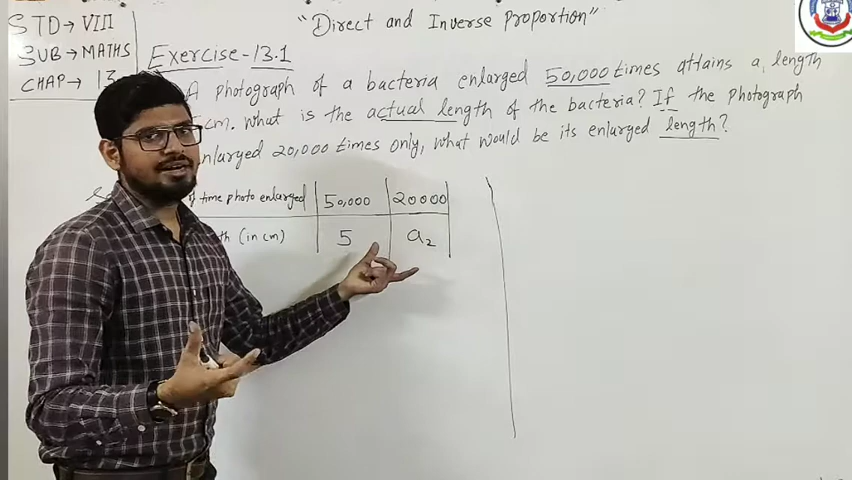 STD → VIII
"Direct and Inverse Proportion"
SUB → MATHS
CHAP → 13
Exercise - 13.1
A photograph of a bacteria enlarged 50,000 times attains a length
cm. what is the actual length of the bacteria? If the photograph
enlarged 20,000 times only, what would be its enlarged length?
time photo enlarged 50,000 20000
(in cm) 5 a₂